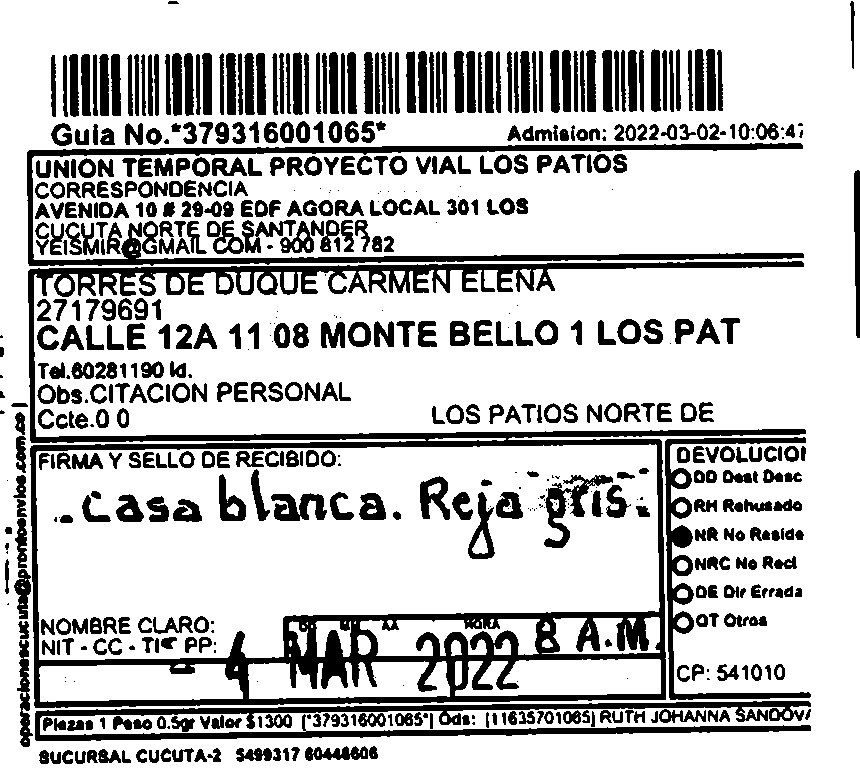 Guia No.*379316001065*
Admision: 2022-03-02-10:06:47
UNION TEMPORAL PROYECTO VIAL LOS PATIOS
CORRESPONDENCIA
AVENIDA 10 # 29-09 EDF AGORA LOCAL 301 LOS
CUCUTA NORTE DE SANTANDER
YEISMIR@GMAIL COM - 900 812 782
TORRES DE DUQUE CARMEN ELENA
27179691
CALLE 12A 11 08 MONTE BELLO 1 LOS PAT
Tel.60281190 Id.
Obs.CITACION PERSONAL
Ccte.0 0
LOS PATIOS NORTE DE
operacionescucuta@prontoenvios.com.co
FIRMA Y SELLO DE RECIBIDO:
casa blanca. Reja gris.
NOMBRE CLARO:
NIT - CC - TI PP:
DD MM AA HORA
4 MAR 2022 8 A.M.
DEVOLUCIO
DD Dest Desc
RH Rehusado
NR No Reside
NRC No Recl
DE Dir Errada
OT Otros
CP: 541010
Piezas 1 Peso 0.5gr Valor $1300 [*379316001065*] Ods: [11635701065] RUTH JOHANNA SANDOVA
SUCURSAL CUCUTA-2 5499317 60448606